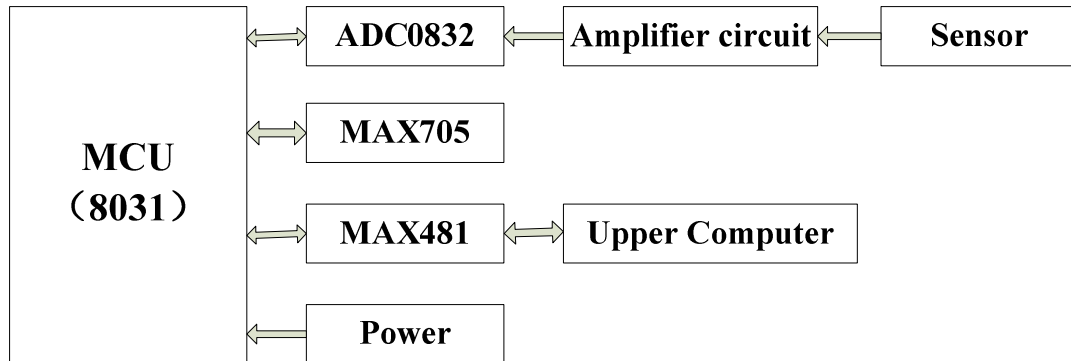 ADC0832
Amplifier circuit
Sensor
MAX705
MCU
（8031）
MAX481
Upper Computer
Power